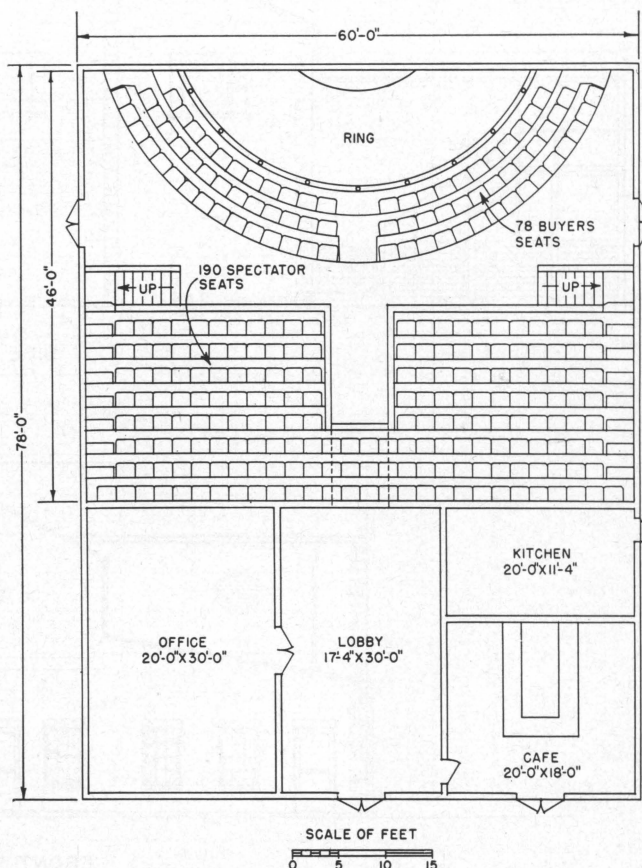 60'-0"
RING
78 BUYERS
SEATS
190 SPECTATOR
SEATS
UP
UP
46'-0"
78'-0"
KITCHEN
20'-0"X11'-4"
OFFICE
20'-0"X30'-0"
LOBBY
17'-4"X30'-0"
CAFE
20'-0"X18'-0"
SCALE OF FEET
0 5 10 15